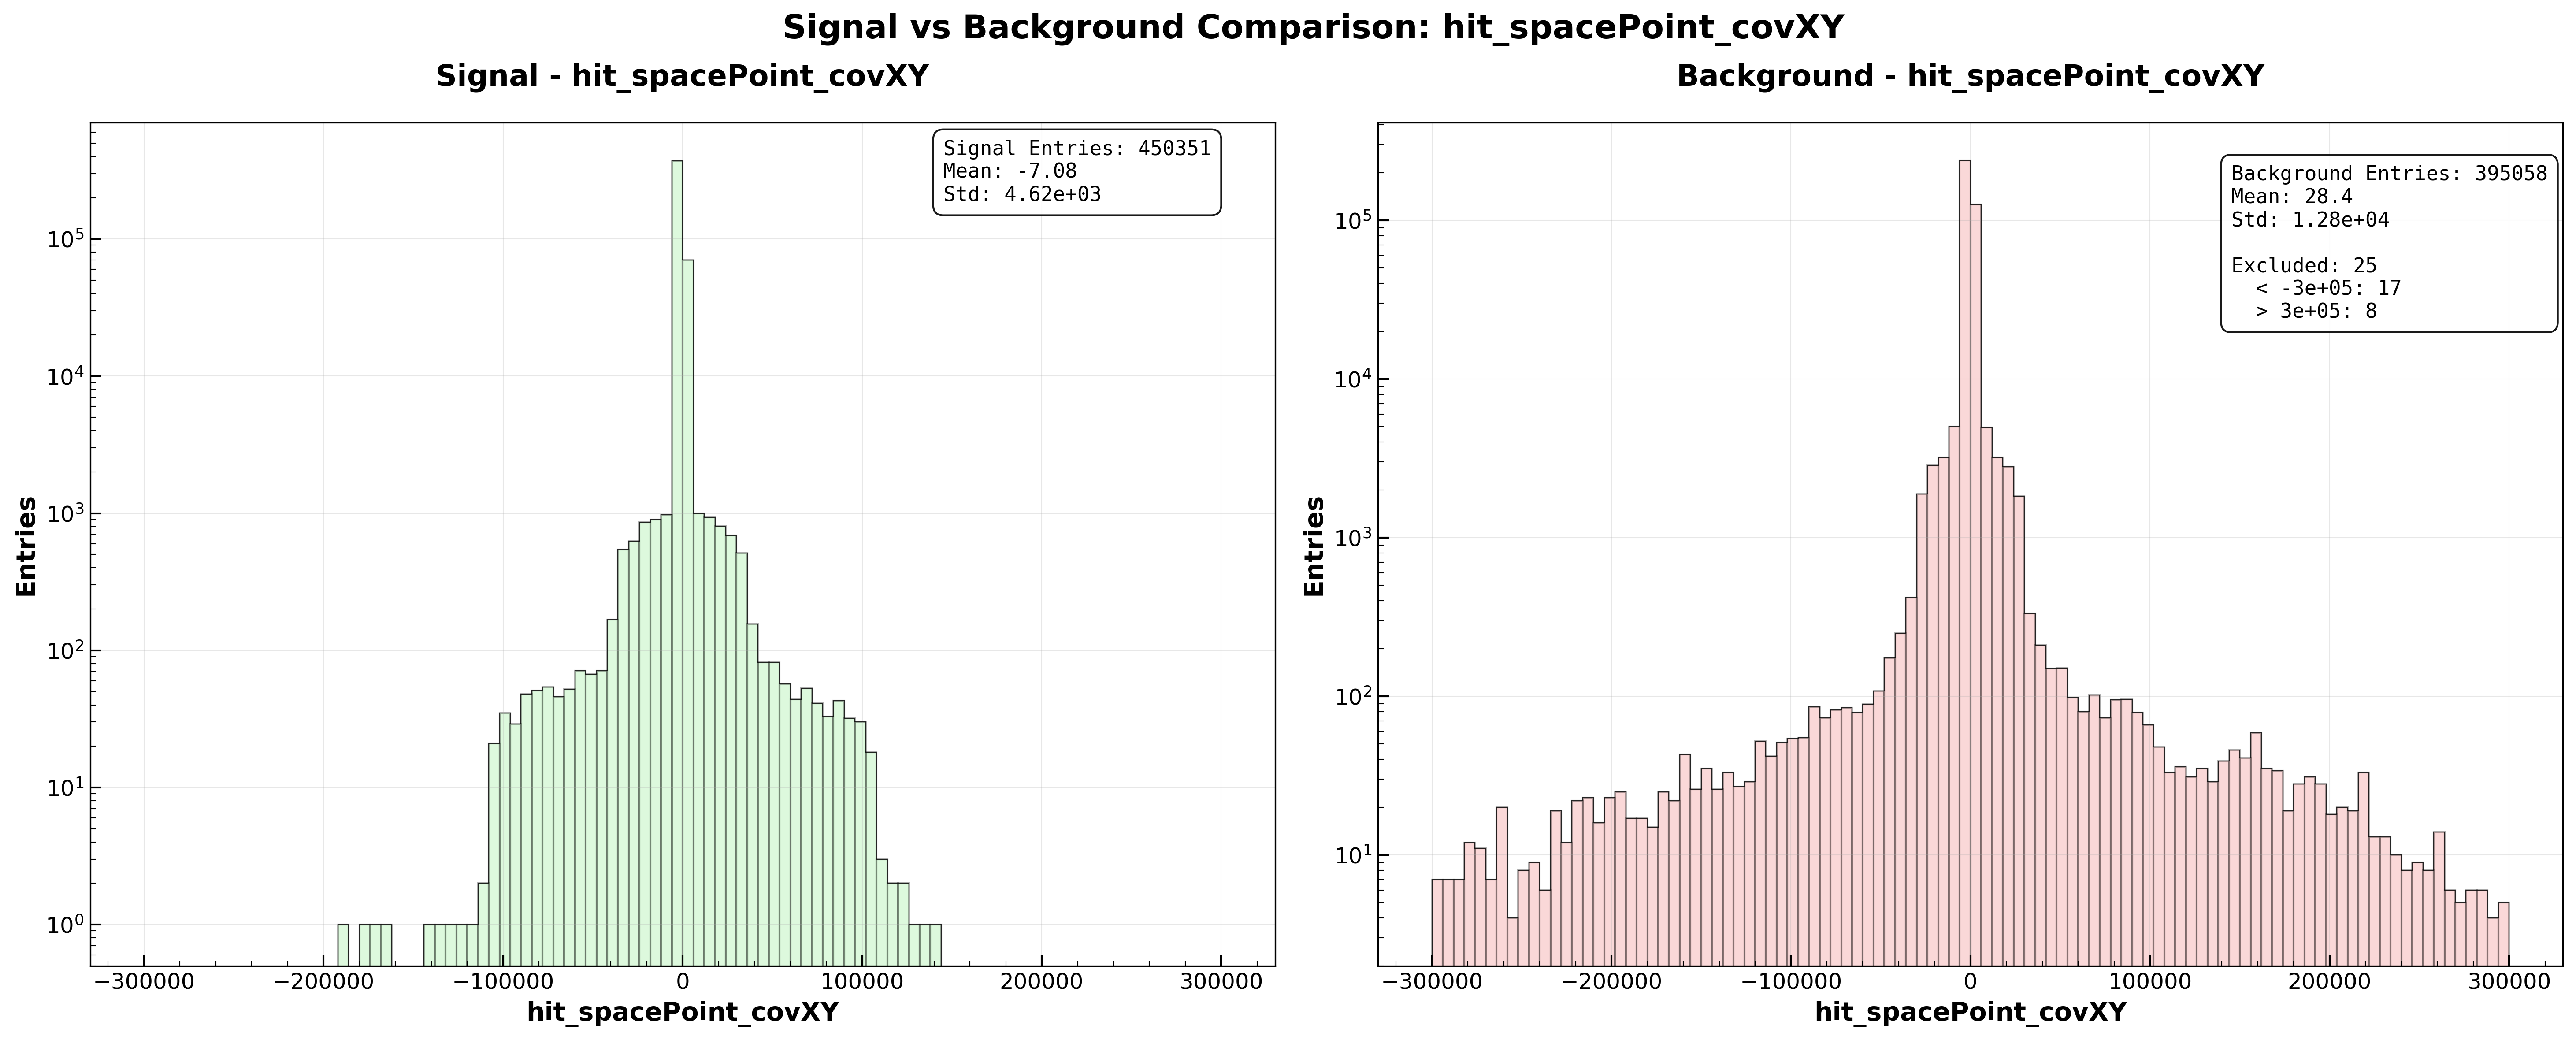 Signal vs Background Comparison: hit_spacePoint_covXY
Signal - hit_spacePoint_covXY
Signal Entries: 450351
Mean: -7.08
Std: 4.62e+03
Entries
10⁵
10⁴
10³
10²
10¹
10⁰
−300000 −200000 −100000 0 100000 200000 300000
hit_spacePoint_covXY
Background - hit_spacePoint_covXY
Background Entries: 395058
Mean: 28.4
Std: 1.28e+04
Excluded: 25
< -3e+05: 17
> 3e+05: 8
Entries
10⁵
10⁴
10³
10²
10¹
−300000 −200000 −100000 0 100000 200000 300000
hit_spacePoint_covXY